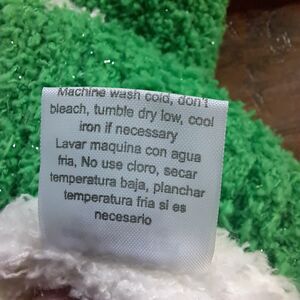 Machine wash cold, don't
bleach, tumble dry low, cool
iron if necessary
Lavar maquina con agua
fria, No use cloro, secar
temperatura baja, planchar
temperatura fria si es
necesario